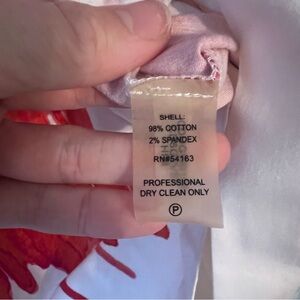 SHELL:
98% COTTON
2% SPANDEX
RN#54163
PROFESSIONAL
DRY CLEAN ONLY
P